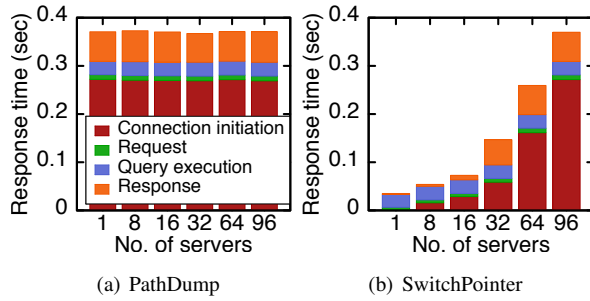 Response time (sec)
0.4
0.3
0.2
0.1
0
Connection initiation
Request
Query execution
Response
1 8 16 32 64 96
No. of servers
(a) PathDump
Response time (sec)
0.4
0.3
0.2
0.1
0
1 8 16 32 64 96
No. of servers
(b) SwitchPointer